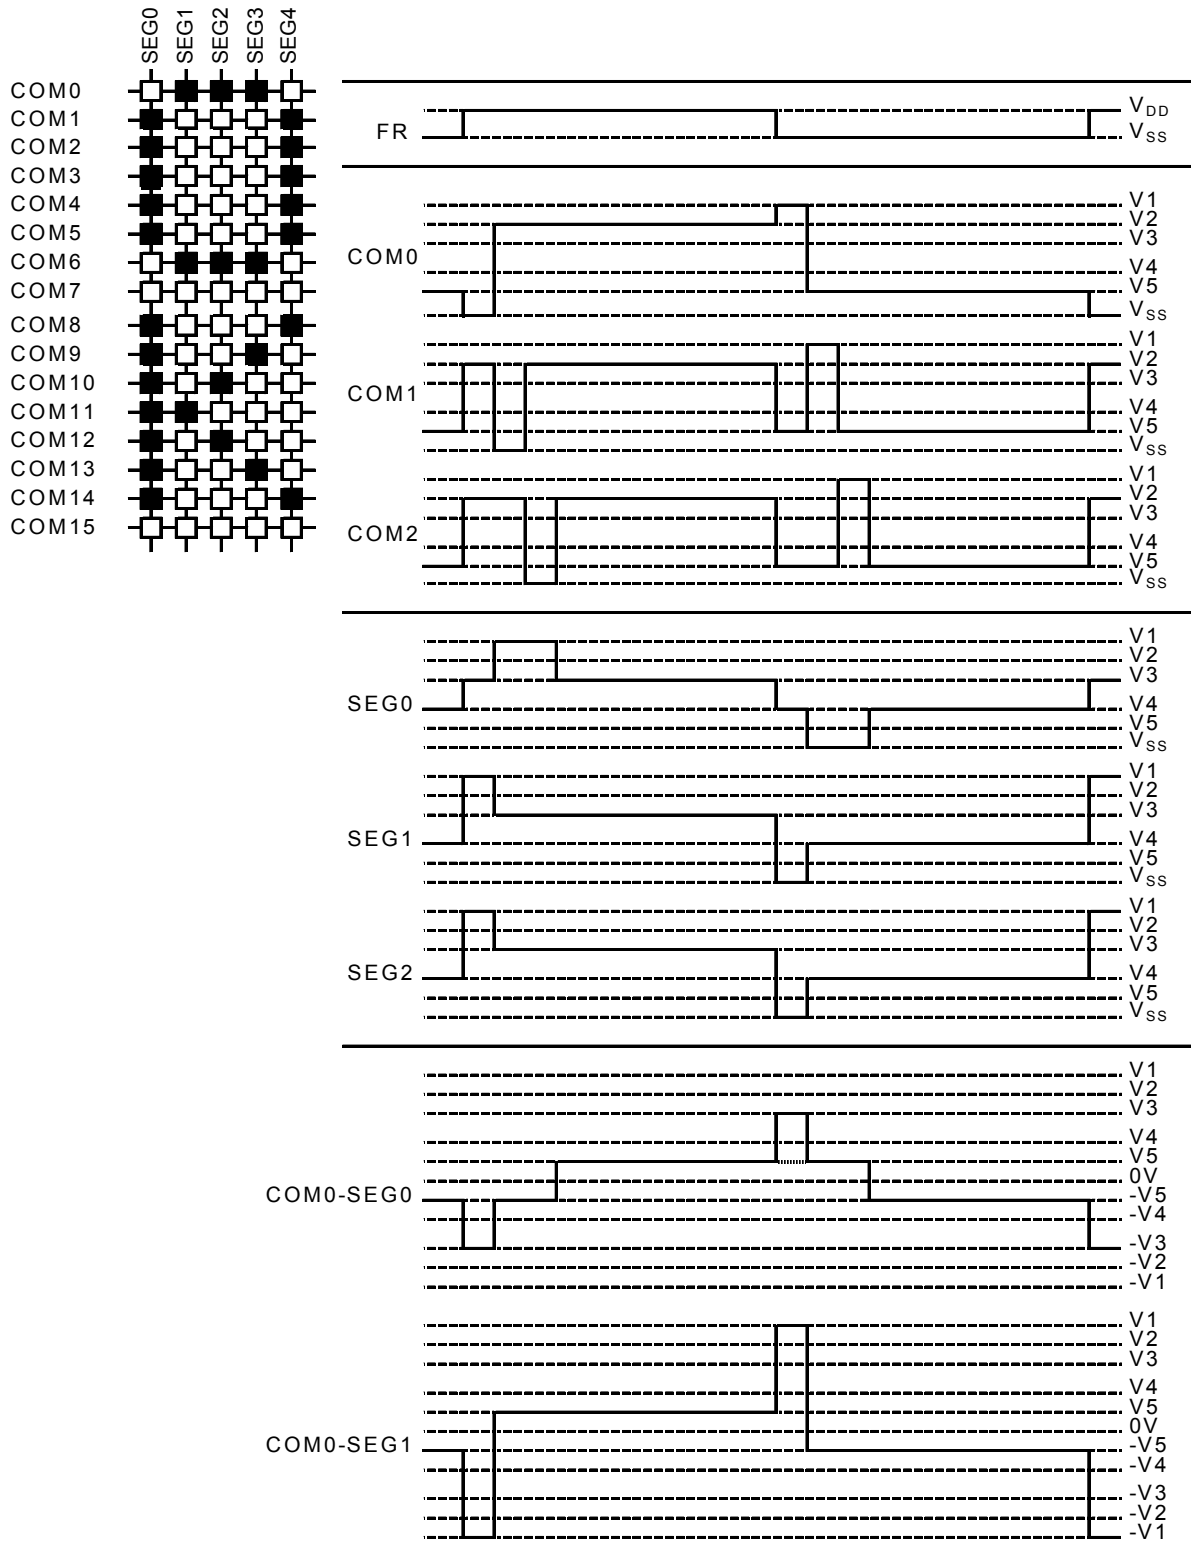 SEG0
SEG1
SEG2
SEG3
SEG4
COM0
COM1
COM2
COM3
COM4
COM5
COM6
COM7
COM8
COM9
COM10
COM11
COM12
COM13
COM14
COM15
FR
VDD
VSS
COM0
V1
V2
V3
V4
V5
VSS
COM1
V1
V2
V3
V4
V5
VSS
COM2
V1
V2
V3
V4
V5
VSS
SEG0
V1
V2
V3
V4
V5
VSS
SEG1
V1
V2
V3
V4
V5
VSS
SEG2
V1
V2
V3
V4
V5
VSS
COM0-SEG0
V1
V2
V3
V4
V5
0V
-V5
-V4
-V3
-V2
-V1
COM0-SEG1
V1
V2
V3
V4
V5
0V
-V5
-V4
-V3
-V2
-V1